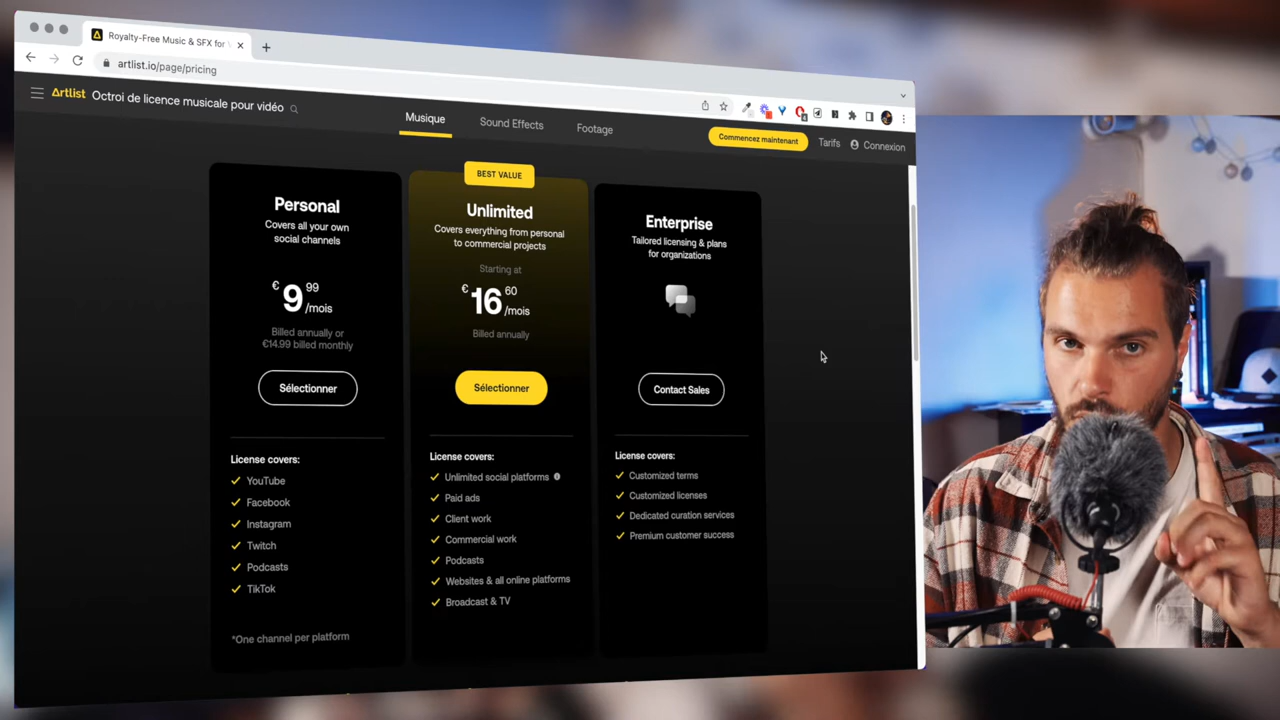 Royalty-Free Music & SFX for
artlist.io/page/pricing
Artlist
Octroi de licence musicale pour vidéo
Musique
Sound Effects
Footage
Commencez maintenant
Tarifs
Connexion
Personal
Covers all your own
social channels
€9 99
/mois
Billed annually or
€14.99 billed monthly
Sélectionner
License covers:
YouTube
Facebook
Instagram
Twitch
Podcasts
TikTok
*One channel per platform
BEST VALUE
Unlimited
Covers everything from personal
to commercial projects
Starting at
€16 60
/mois
Billed annually
Sélectionner
License covers:
Unlimited social platforms
Paid ads
Client work
Commercial work
Podcasts
Websites & all online platforms
Broadcast & TV
Enterprise
Tailored licensing & plans
for organizations
Contact Sales
License covers:
Customized terms
Customized licenses
Dedicated curation services
Premium customer success